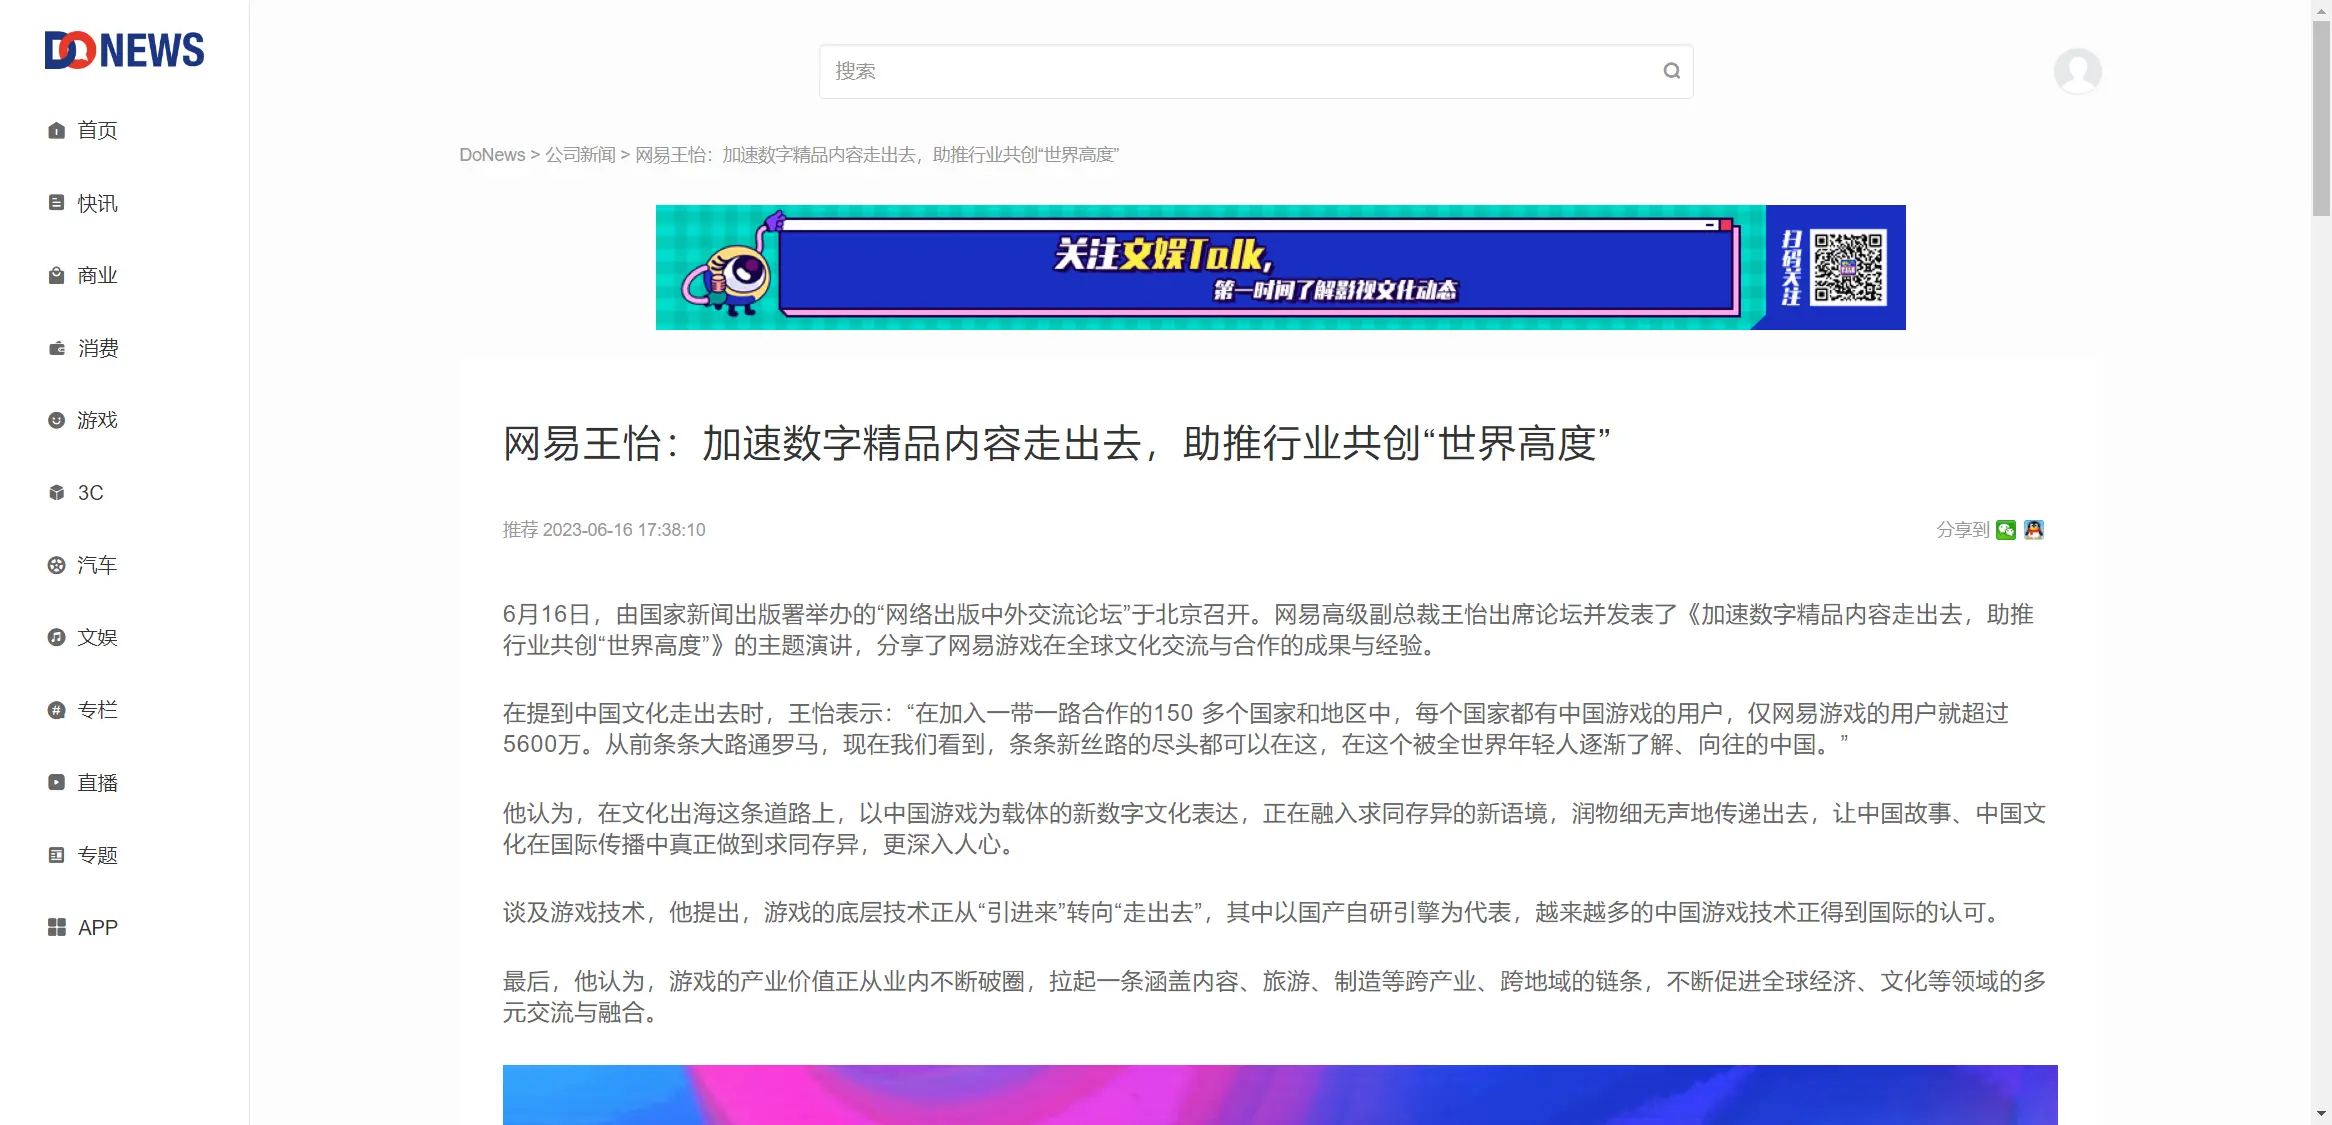 DONEWS
搜索
首页
快讯
商业
消费
游戏
3C
汽车
文娱
专栏
直播
专题
APP
DoNews > 公司新闻 > 网易王怡：加速数字精品内容走出去，助推行业共创“世界高度”
关注文娱Talk，
第一时间了解影视文化动态
扫码关注
网易王怡：加速数字精品内容走出去，助推行业共创“世界高度”
推荐 2023-06-16 17:38:10
分享到
6月16日，由国家新闻出版署举办的“网络出版中外交流论坛”于北京召开。网易高级副总裁王怡出席论坛并发表了《加速数字精品内容走出去，助推
行业共创“世界高度”》的主题演讲，分享了网易游戏在全球文化交流与合作的成果与经验。
在提到中国文化走出去时，王怡表示：“在加入一带一路合作的150 多个国家和地区中，每个国家都有中国游戏的用户，仅网易游戏的用户就超过
5600万。从前条条大路通罗马，现在我们看到，条条新丝路的尽头都可以在这，在这个被全世界年轻人逐渐了解、向往的中国。”
他认为，在文化出海这条道路上，以中国游戏为载体的新数字文化表达，正在融入求同存异的新语境，润物细无声地传递出去，让中国故事、中国文
化在国际传播中真正做到求同存异，更深入人心。
谈及游戏技术，他提出，游戏的底层技术正从“引进来”转向“走出去”，其中以国产自研引擎为代表，越来越多的中国游戏技术正得到国际的认可。
最后，他认为，游戏的产业价值正从业内不断破圈，拉起一条涵盖内容、旅游、制造等跨产业、跨地域的链条，不断促进全球经济、文化等领域的多
元交流与融合。